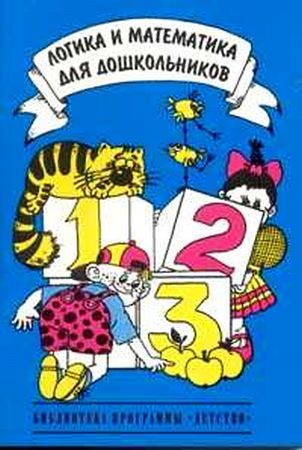 ЛОГИКА И МАТЕМАТИКА
ДЛЯ ДОШКОЛЬНИКОВ
1
2
3
БИБЛИОТЕКА ПРОГРАММЫ «ДЕТСТВО»